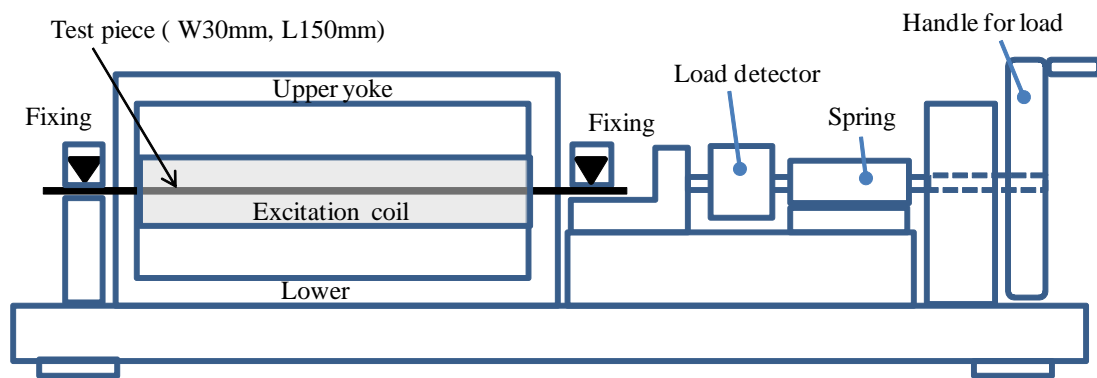 Test piece ( W30mm, L150mm)
Handle for load
Load detector
Upper yoke
Fixing
Fixing
Spring
Excitation coil
Lower